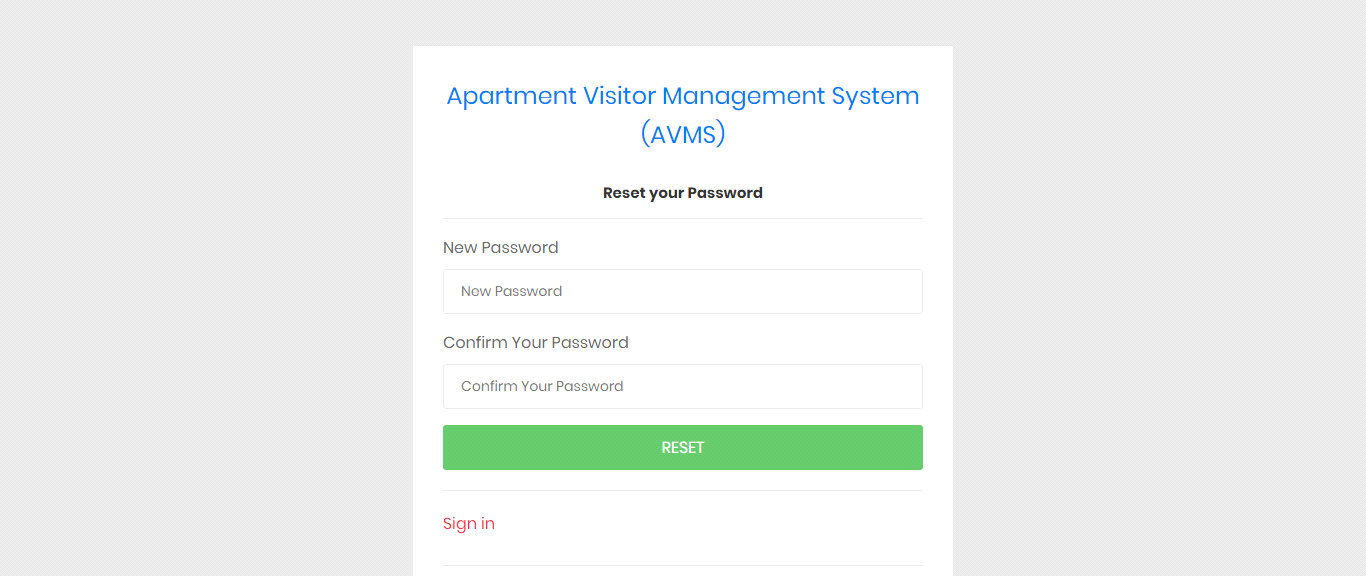 Apartment Visitor Management System
(AVMS)
Reset your Password
New Password
New Password
Confirm Your Password
Confirm Your Password
RESET
Sign in